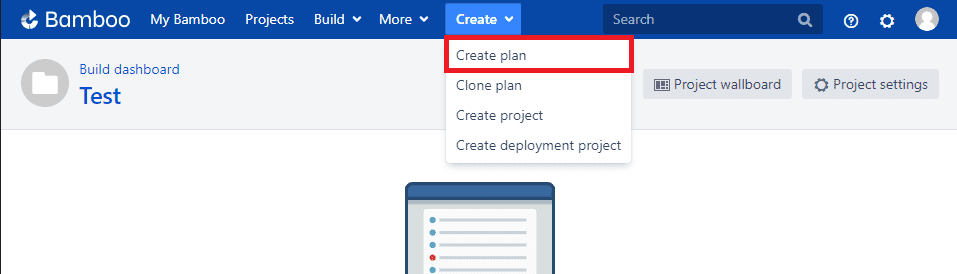 Bamboo My Bamboo Projects Build More Create Search
Create plan
Build dashboard
Test
Clone plan
Project wallboard Project settings
Create project
Create deployment project